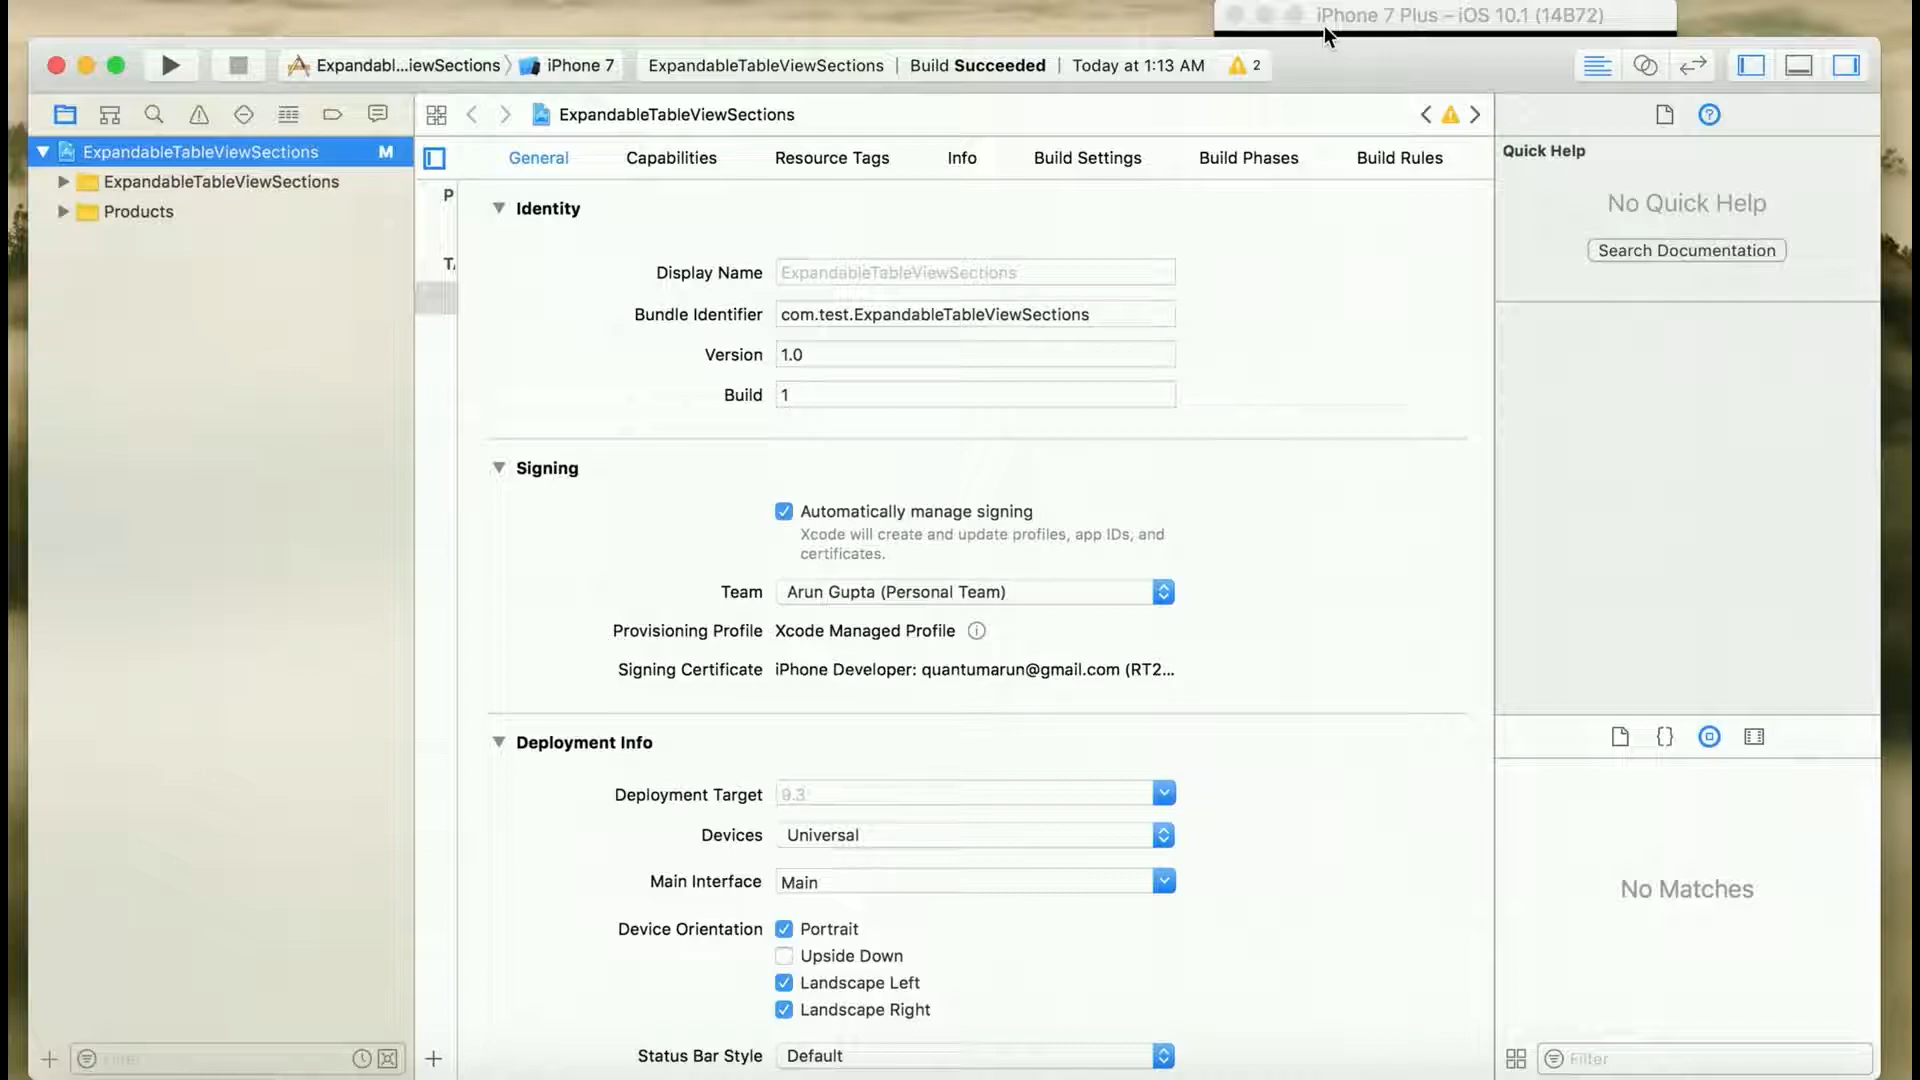 iPhone 7 Plus – iOS 10.1 (14B72)
Expandabl...iewSections
iPhone 7
ExpandableTableViewSections | Build Succeeded | Today at 1:13 AM
2
ExpandableTableViewSections
ExpandableTableViewSections M
ExpandableTableViewSections
Products
General
Capabilities
Resource Tags
Info
Build Settings
Build Phases
Build Rules
P
Identity
Display Name ExpandableTableViewSections
Bundle Identifier com.test.ExpandableTableViewSections
Version 1.0
Build 1
Signing
Automatically manage signing
Xcode will create and update profiles, app IDs, and
certificates.
Team Arun Gupta (Personal Team)
Provisioning Profile Xcode Managed Profile
Signing Certificate iPhone Developer: quantumarun@gmail.com (RT2...
Deployment Info
Deployment Target 9.3
Devices Universal
Main Interface Main
Device Orientation Portrait
Upside Down
Landscape Left
Landscape Right
Status Bar Style Default
Quick Help
No Quick Help
Search Documentation
No Matches
Filter
Filter